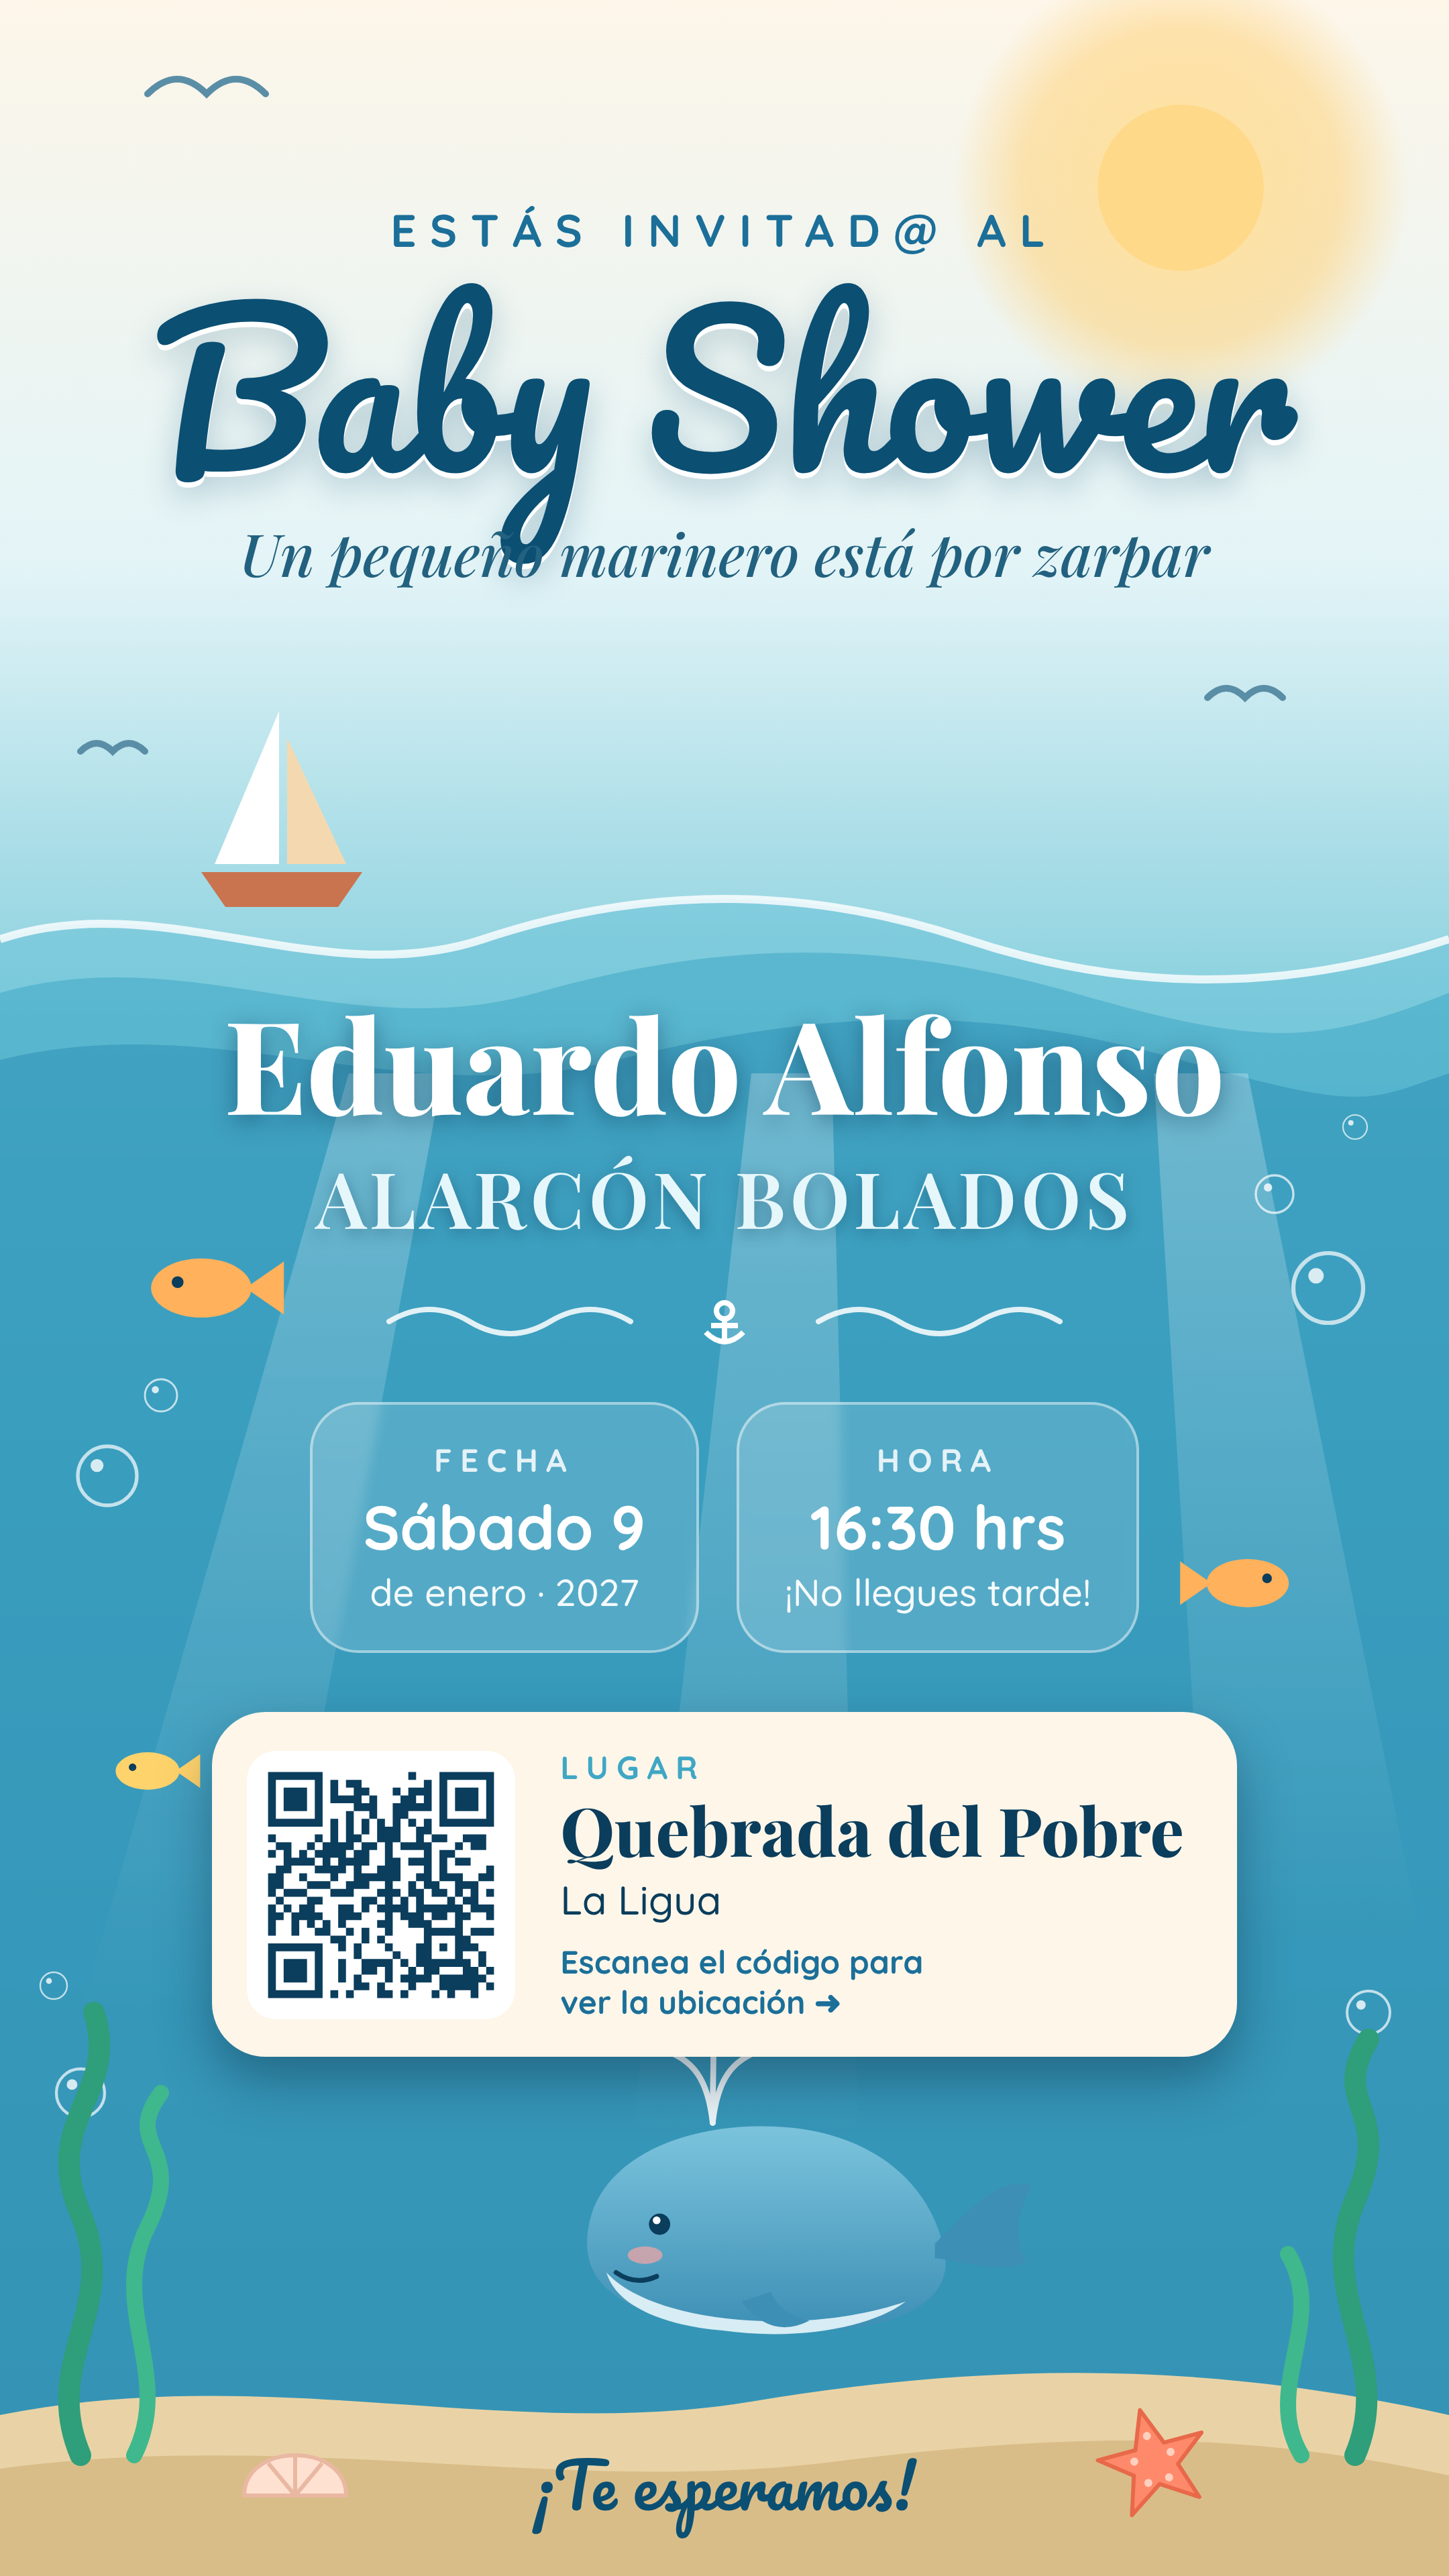 ESTÁS INVITAD@ AL
Baby Shower
Un pequeño marinero está por zarpar
Eduardo Alfonso
ALARCÓN BOLADOS
FECHA
Sábado 9
de enero · 2027
HORA
16:30 hrs
¡No llegues tarde!
LUGAR
Quebrada del Pobre
La Ligua
Escanea el código para
ver la ubicación ➜
¡Te esperamos!